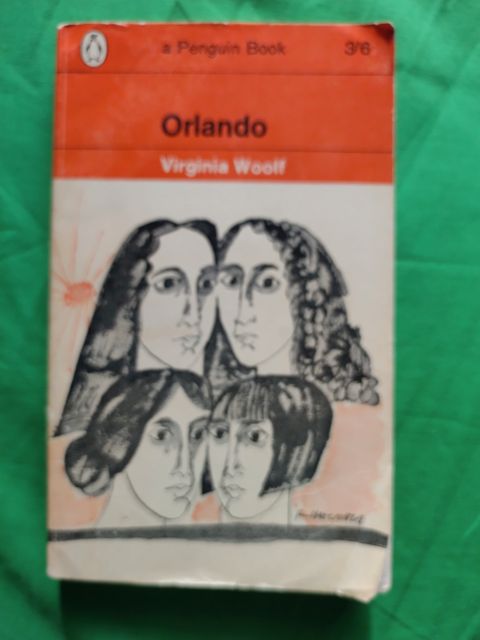 a Penguin Book 3/6
Orlando
Virginia Woolf